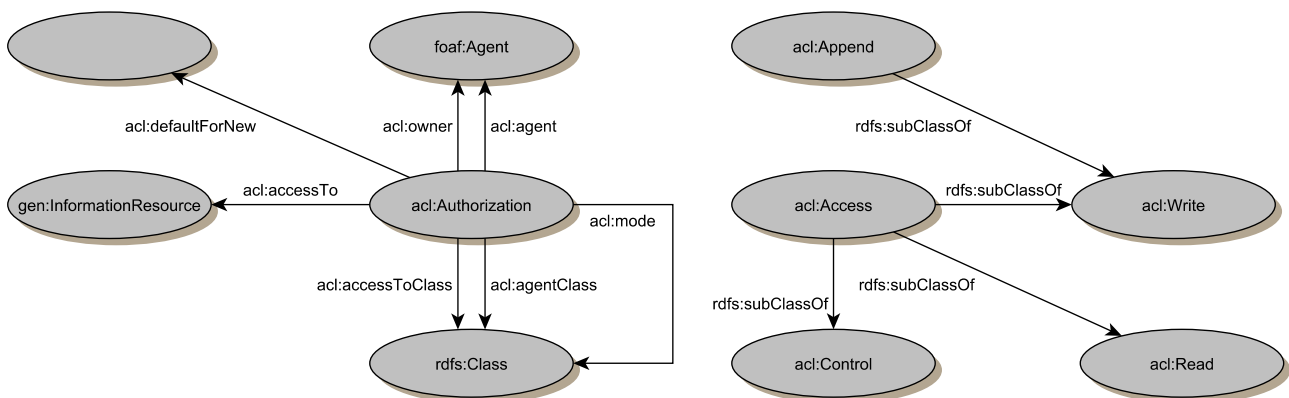 foaf:Agent
acl:Append
acl:defaultForNew
acl:owner
acl:agent
rdfs:subClassOf
gen:InformationResource
acl:accessTo
acl:Authorization
acl:mode
acl:Access
rdfs:subClassOf
acl:Write
acl:accessToClass
acl:agentClass
rdfs:subClassOf
rdfs:subClassOf
rdfs:Class
acl:Control
acl:Read